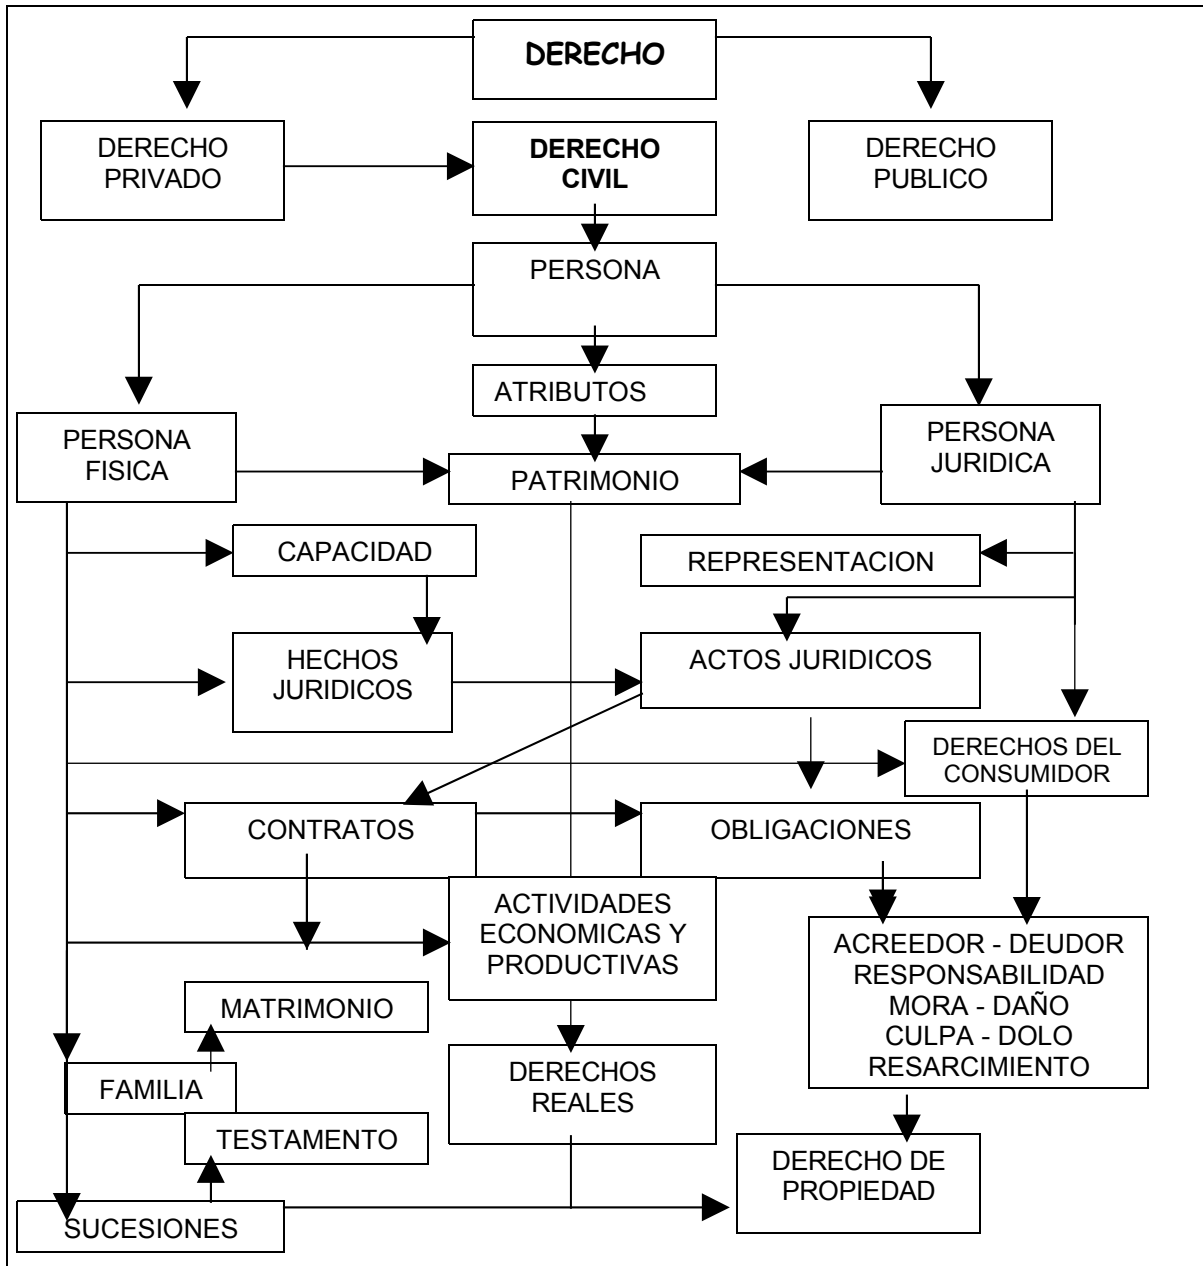 DERECHO
DERECHO
PRIVADO
DERECHO
CIVIL
DERECHO
PUBLICO
PERSONA
ATRIBUTOS
PERSONA
FISICA
PERSONA
JURIDICA
PATRIMONIO
CAPACIDAD
REPRESENTACION
HECHOS
JURIDICOS
ACTOS JURIDICOS
DERECHOS DEL
CONSUMIDOR
CONTRATOS
OBLIGACIONES
ACTIVIDADES
ECONOMICAS Y
PRODUCTIVAS
ACREEDOR - DEUDOR
RESPONSABILIDAD
MORA - DAÑO
CULPA - DOLO
RESARCIMIENTO
MATRIMONIO
FAMILIA
DERECHOS
REALES
TESTAMENTO
DERECHO DE
PROPIEDAD
SUCESIONES